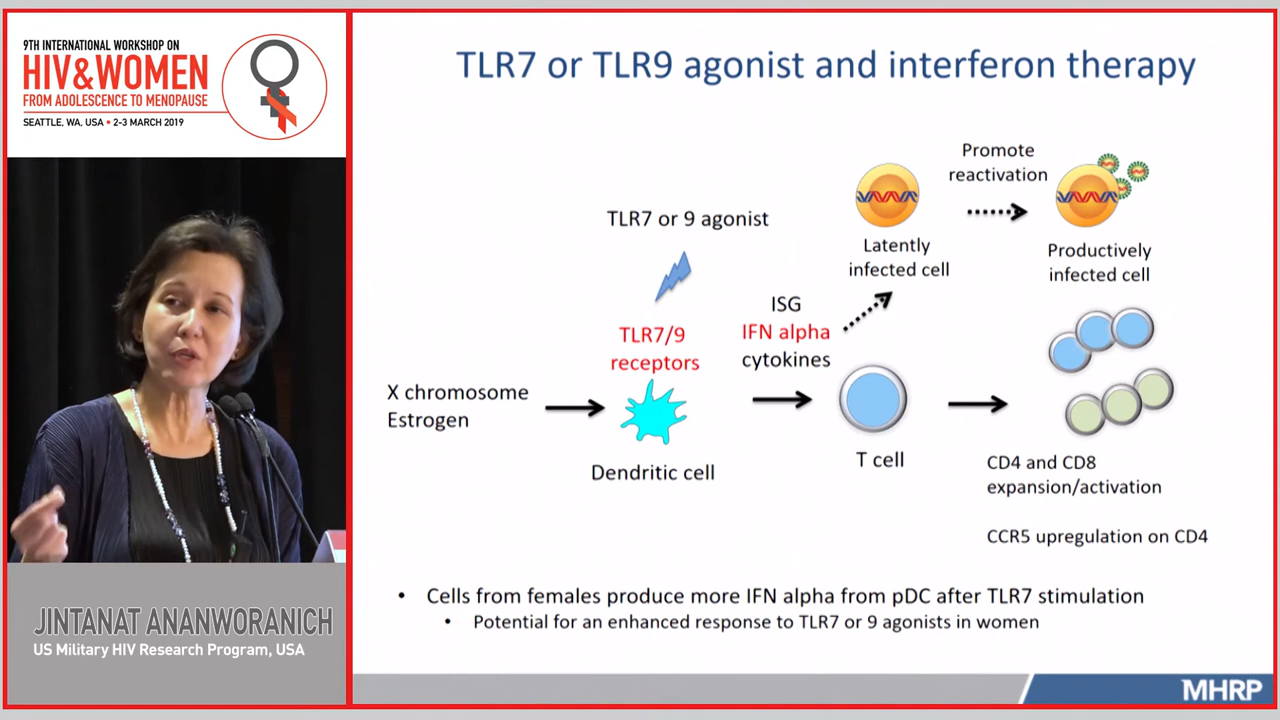 9TH INTERNATIONAL WORKSHOP ON
HIV&WOMEN
FROM ADOLESCENCE TO MENOPAUSE
SEATTLE, WA, USA • 2-3 MARCH 2019
JINTANAT ANANWORANICH
US Military HIV Research Program, USA
TLR7 or TLR9 agonist and interferon therapy
Promote
reactivation
TLR7 or 9 agonist
Latently
infected cell
Productively
infected cell
ISG
IFN alpha
cytokines
TLR7/9
receptors
X chromosome
Estrogen
Dendritic cell
T cell
CD4 and CD8
expansion/activation
CCR5 upregulation on CD4
• Cells from females produce more IFN alpha from pDC after TLR7 stimulation
• Potential for an enhanced response to TLR7 or 9 agonists in women
MHRP